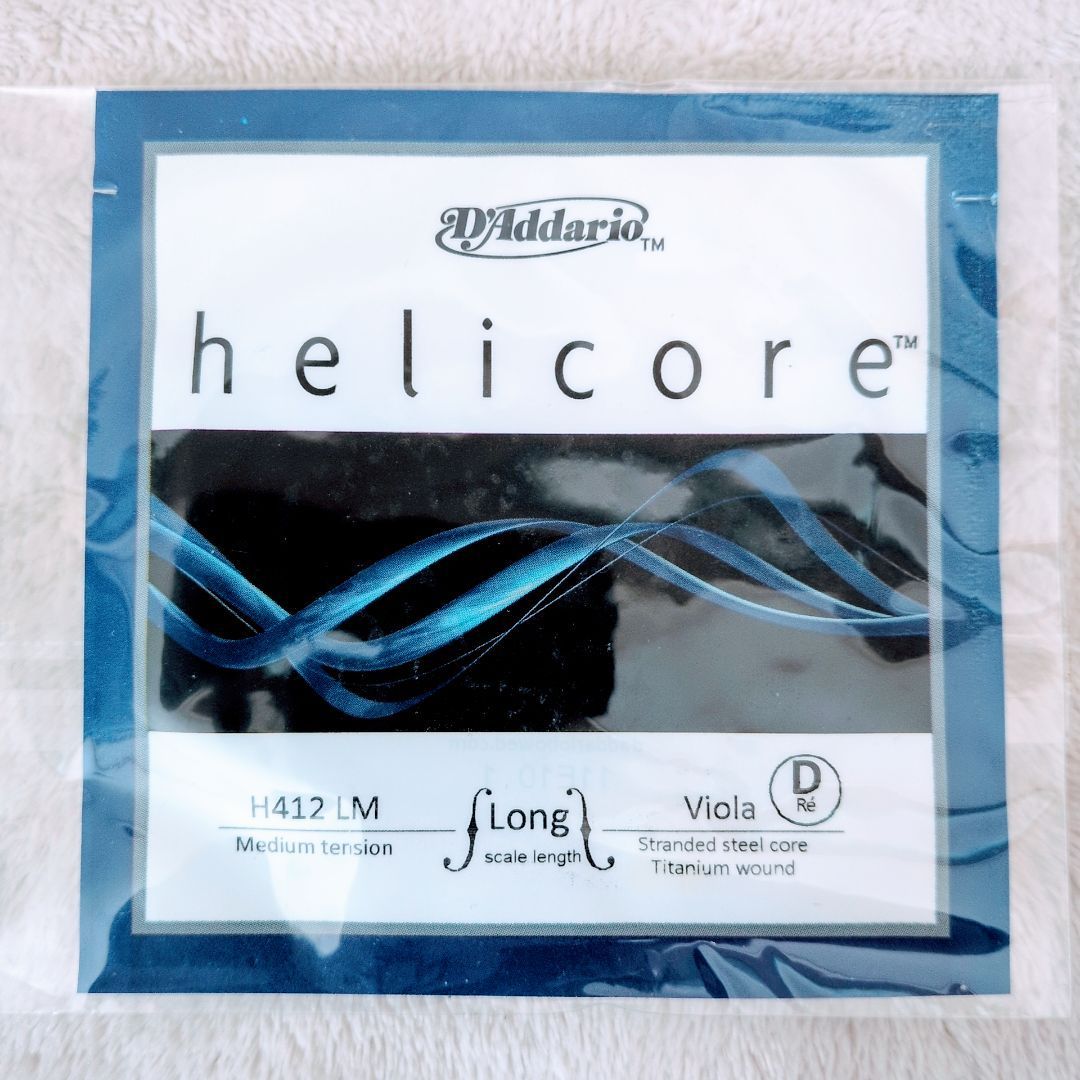 D'Addario™
helicore™
H412 LM
Medium tension
Long
scale length
Viola
D
Ré
Stranded steel core
Titanium wound